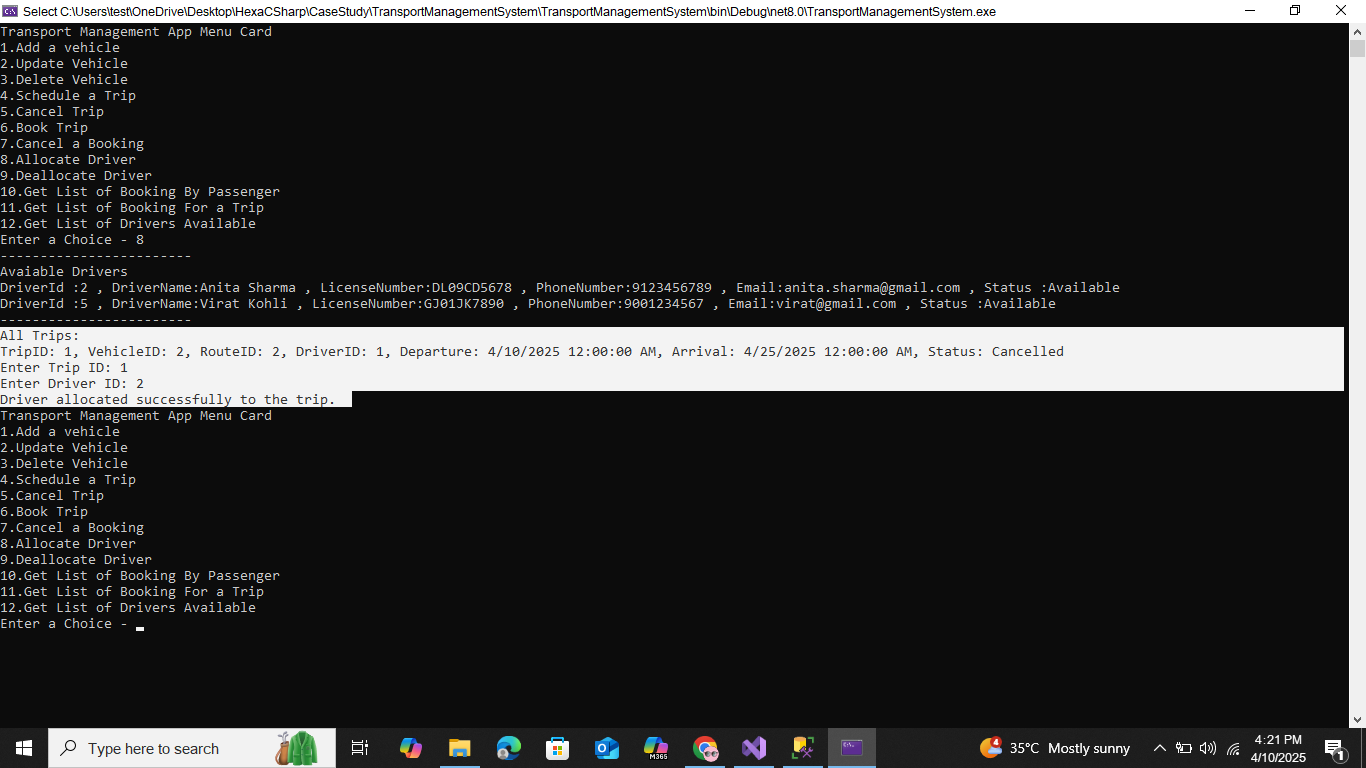 Select C:\Users\test\OneDrive\Desktop\HexaCSharp\CaseStudy\TransportManagementSystem\TransportManagementSystem\bin\Debug\net8.0\TransportManagementSystem.exe
Transport Management App Menu Card
1.Add a vehicle
2.Update Vehicle
3.Delete Vehicle
4.Schedule a Trip
5.Cancel Trip
6.Book Trip
7.Cancel a Booking
8.Allocate Driver
9.Deallocate Driver
10.Get List of Booking By Passenger
11.Get List of Booking For a Trip
12.Get List of Drivers Available
Enter a Choice - 8
------------------------
Avaiable Drivers
DriverId :2 , DriverName:Anita Sharma , LicenseNumber:DL09CD5678 , PhoneNumber:9123456789 , Email:anita.sharma@gmail.com , Status :Available
DriverId :5 , DriverName:Virat Kohli , LicenseNumber:GJ01JK7890 , PhoneNumber:9001234567 , Email:virat@gmail.com , Status :Available
------------------------
All Trips:
TripID: 1, VehicleID: 2, RouteID: 2, DriverID: 1, Departure: 4/10/2025 12:00:00 AM, Arrival: 4/25/2025 12:00:00 AM, Status: Cancelled
Enter Trip ID: 1
Enter Driver ID: 2
Driver allocated successfully to the trip.
Transport Management App Menu Card
1.Add a vehicle
2.Update Vehicle
3.Delete Vehicle
4.Schedule a Trip
5.Cancel Trip
6.Book Trip
7.Cancel a Booking
8.Allocate Driver
9.Deallocate Driver
10.Get List of Booking By Passenger
11.Get List of Booking For a Trip
12.Get List of Drivers Available
Enter a Choice -
Type here to search
M365
4
35°C Mostly sunny
4:21 PM
4/10/2025
1